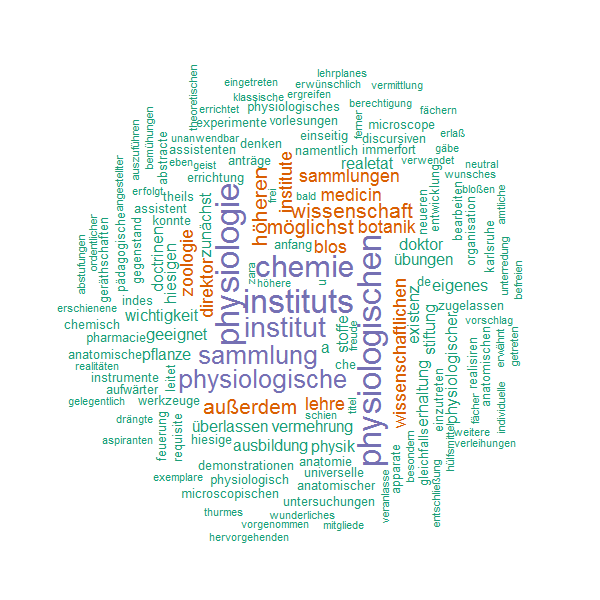 lehrplanes
eingetreten
erwünschlich
vermittlung
klassische
ergreifen
theoretischen
errichtet
physiologisches
berechtigung
fächern
experimente
vorlesungen
ferner
microscope
erlaß
unanwendbar
denken
einseitig
discursiven
gäbe
assistenten
namentlich
immerfort
auszuführen
bemühungen
abstracte
eben
geist
anträge
institute
realetat
verwendet
neutral
errichtung
sammlungen
wunsches
angestellter
erfolgt
theils
physiologie
höheren
frei
bald
medicin
neueren
entwicklung
bloßen
amtliche
pädagogische
assistent
wissenschaft
bearbeiten
konnte
zunächst
möglichst
botanik
organisation
vorschlag
ordentlicher
gegenstand
doctrinen
hiesigen
zoologie
anfang
blos
doktor
karlsruhe
unterredung
abstufungen
geräthschaften
direktor
zara
chemie
physiologischen
übungen
befreien
höhere
u
de
eigenes
erschienene
indes
instituts
existenz
zugelassen
wichtigkeit
stiftung
chemisch
geeignet
institut
stoffe
freude
wissenschaftlichen
physiologischer
realisiren
anatomischen
erwähnt
getreten
pharmacie
anatomische
pflanze
sammlung
a
realitäten
che
erhaltung
instrumente
leitet
physiologische
einzutreten
fächer
individuelle
aufwärter
gelegentlich
werkzeuge
außerdem
lehre
titel
gleichfalls
drängte
schien
feuerung
überlassen
vermehrung
hülfsmittel
weitere
aspiranten
requisite
hiesige
ausbildung
physik
besondern
verleihungen
demonstrationen
anatomie
apparate
entschließung
exemplare
physiologisch
universelle
microscopischen
anatomischer
veranlasse
untersuchungen
thurmes
wunderliches
vorgenommen
mitgliede
hervorgehenden